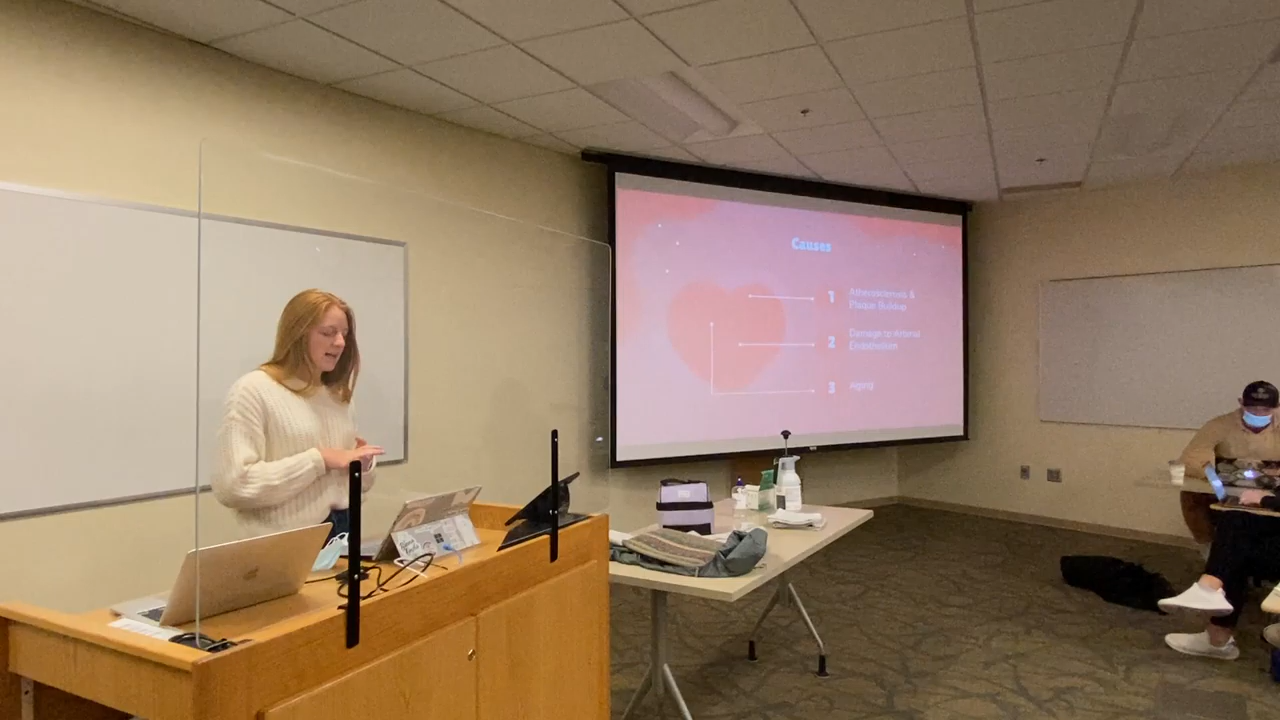 Causes
1
Atherosclerosis &
Plaque Buildup
2
Damage to Arterial
Endothelium
3
Aging